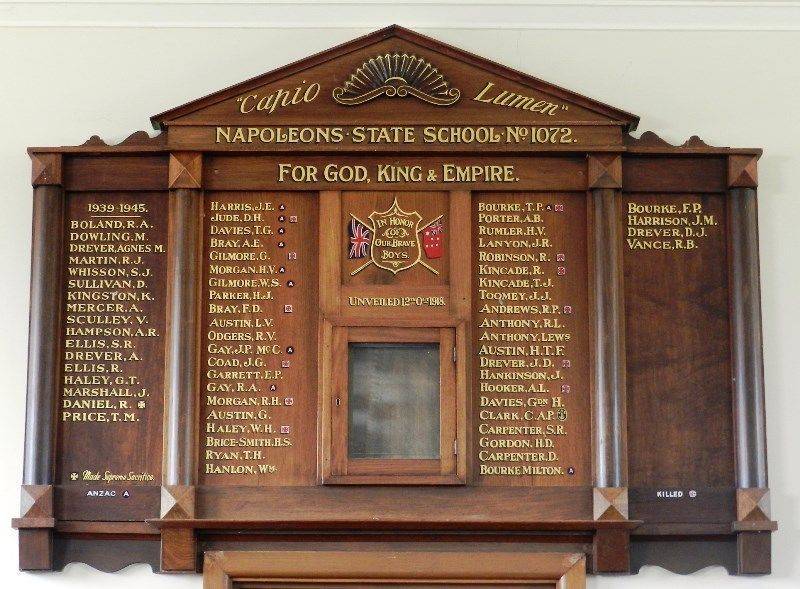 "Capio Lumen"
NAPOLEONS · STATE SCHOOL · No 1072.
FOR GOD, KING & EMPIRE.
1939-1945.
BOLAND, R.A.
DOWLING, M.
DREVER, AGNES M.
MARTIN, R.J.
WHISSON, S.J.
SULLIVAN, D.
KINGSTON, K.
MERCER, A.
SCULLEY, V.
HAMPSON, A.R.
ELLIS, S.R.
DREVER, A.
ELLIS, R.
HALEY, G.T.
MARSHALL, J.
DANIEL, R.
PRICE, T.M.
Made Supreme Sacrifice.
ANZAC A
HARRIS, J.E. A
JUDE, D.H. A
DAVIES, T.G. A
BRAY, A.E. A
GILMORE, G.
MORGAN, H.V. A
GILMORE, W.S. A
PARKER, H.J.
BRAY, F.D.
AUSTIN, L.V.
ODGERS, R.V.
GAY, J.P. McC. A
COAD, J.G.
GARRETT, E.P.
GAY, R.A. A
MORGAN, R.H.
AUSTIN, G.
HALEY, W.H.
BRICE-SMITH, H.S.
RYAN, T.H.
HANLON, Wm.
IN HONOR
OF
OUR BRAVE
BOYS.
UNVEILED 12TH OCT 1918.
BOURKE, T.P. A
PORTER, A.B.
RUMLER, H.V.
LANYON, J.R.
ROBINSON, R.
KINCADE, R.
KINCADE, T.J.
TOOMEY, J.J.
ANDREWS, R.P.
ANTHONY, R.L.
ANTHONY, LEWS
AUSTIN, H.T.F.
DREVER, J.D.
HANKINSON, J.
HOOKER, A.L.
DAVIES, GDN H.
CLARK, C.A.P.
CARPENTER, S.R.
GORDON, H.D.
CARPENTER, D.
BOURKE MILTON. A
BOURKE, F.P.
HARRISON, J.M.
DREVER, D.J.
VANCE, R.B.
KILLED